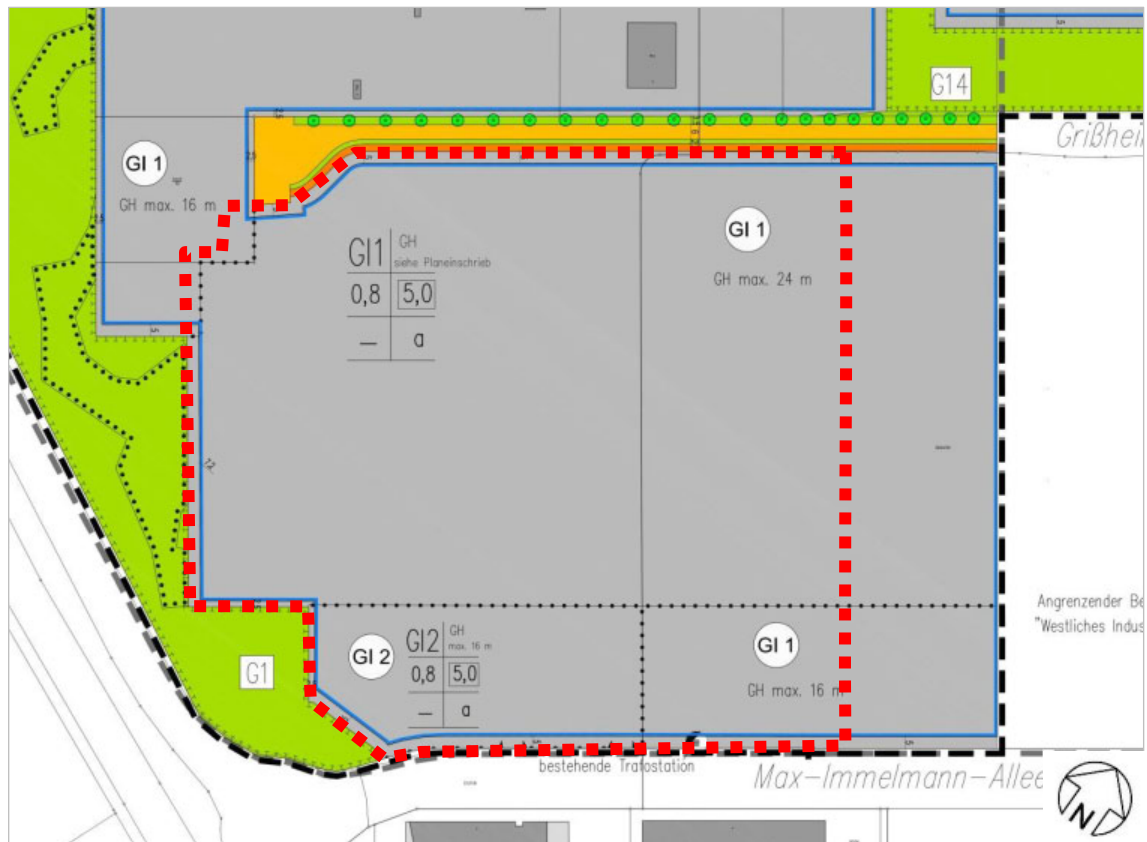 G14
Grißhei
GI 1
GH max. 16 m
GI1 GH
siehe Planeinschrieb
0,8 5,0
— a
GI 1
GH max. 24 m
Angrenzender Be
"Westliches Indus
GI 2
GI2 GH
max. 16 m
0,8 5,0
— a
GI 1
GH max. 16 m
G1
bestehende Trafostation
Max-Immelmann-Allee
N